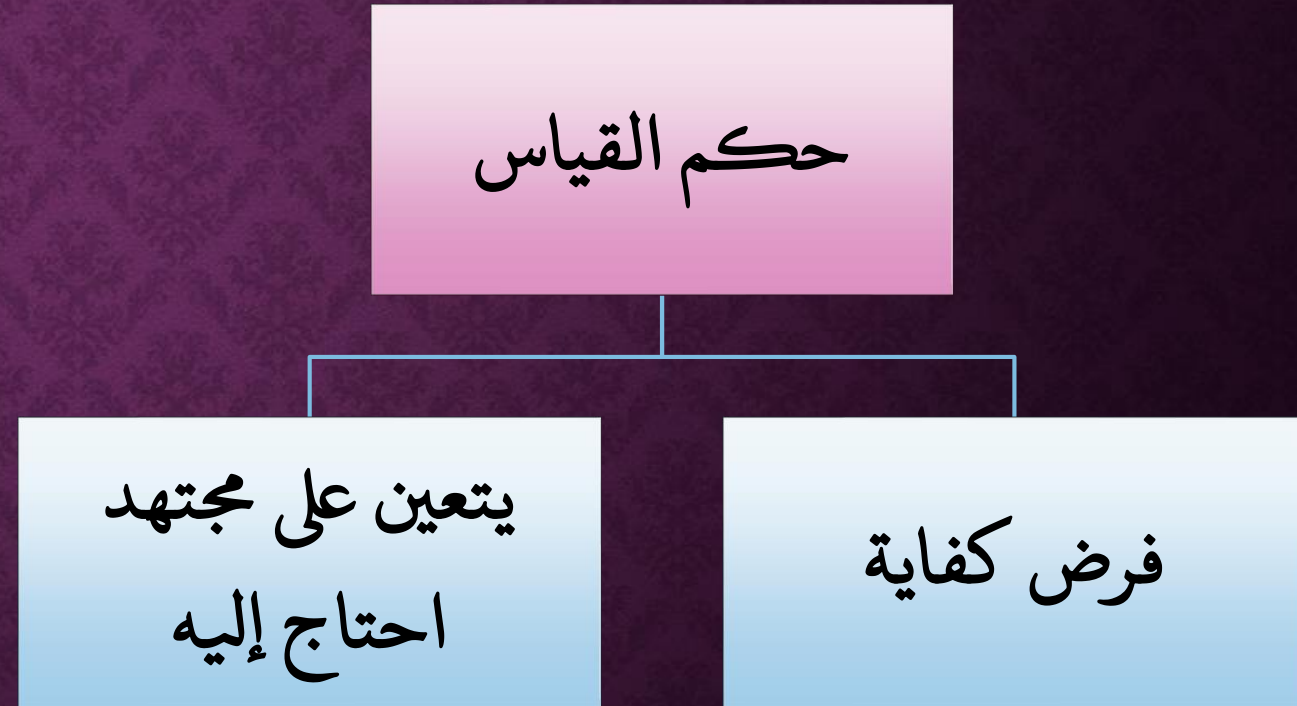 حكم القياس
فرض كفاية
يتعين على مجتهد
احتاج إليه